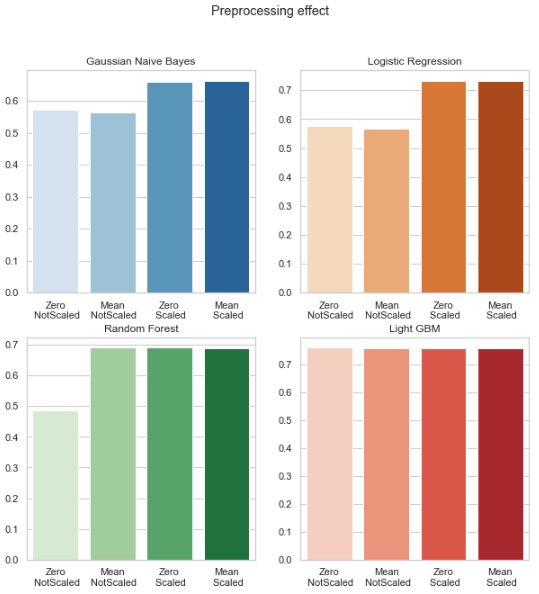 Preprocessing effect
Gaussian Naive Bayes
0.6
0.5
0.4
0.3
0.2
0.1
0.0
Zero Mean Zero Mean
NotScaled NotScaled Scaled Scaled
Logistic Regression
0.7
0.6
0.5
0.4
0.3
0.2
0.1
0.0
Zero Mean Zero Mean
NotScaled NotScaled Scaled Scaled
Random Forest
0.7
0.6
0.5
0.4
0.3
0.2
0.1
0.0
Zero Mean Zero Mean
NotScaled NotScaled Scaled Scaled
Light GBM
0.7
0.6
0.5
0.4
0.3
0.2
0.1
0.0
Zero Mean Zero Mean
NotScaled NotScaled Scaled Scaled